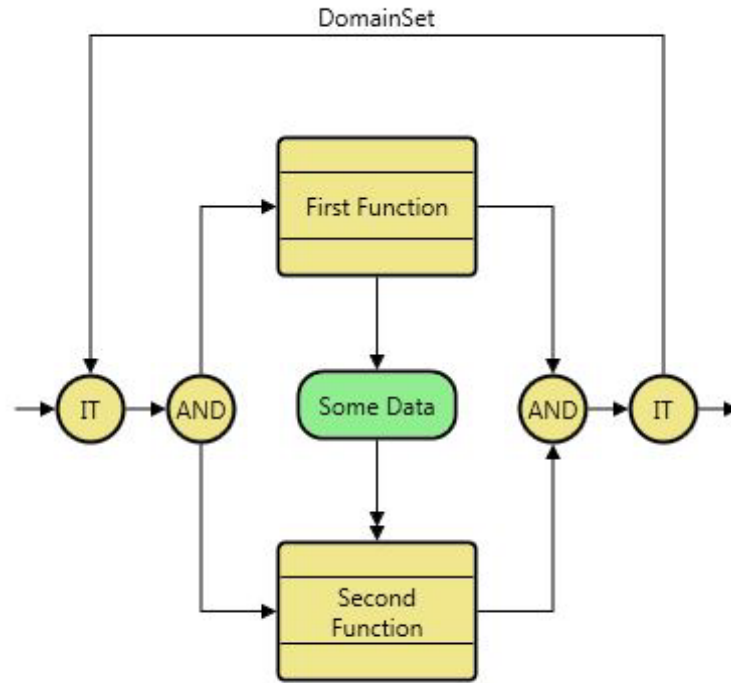 DomainSet
First Function
IT
AND
Some Data
AND
IT
Second
Function